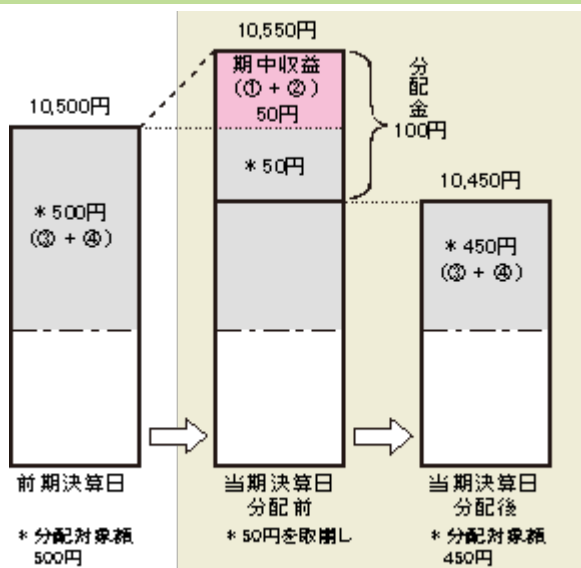 10,500円
*500円
(③+④)
前期決算日
*分配対象額
500円
10,550円
期中収益
(①+②)
50円
*50円
分配金
100円
当期決算日
分配前
*50円を取崩し
10,450円
*450円
(③+④)
当期決算日
分配後
*分配対象額
450円